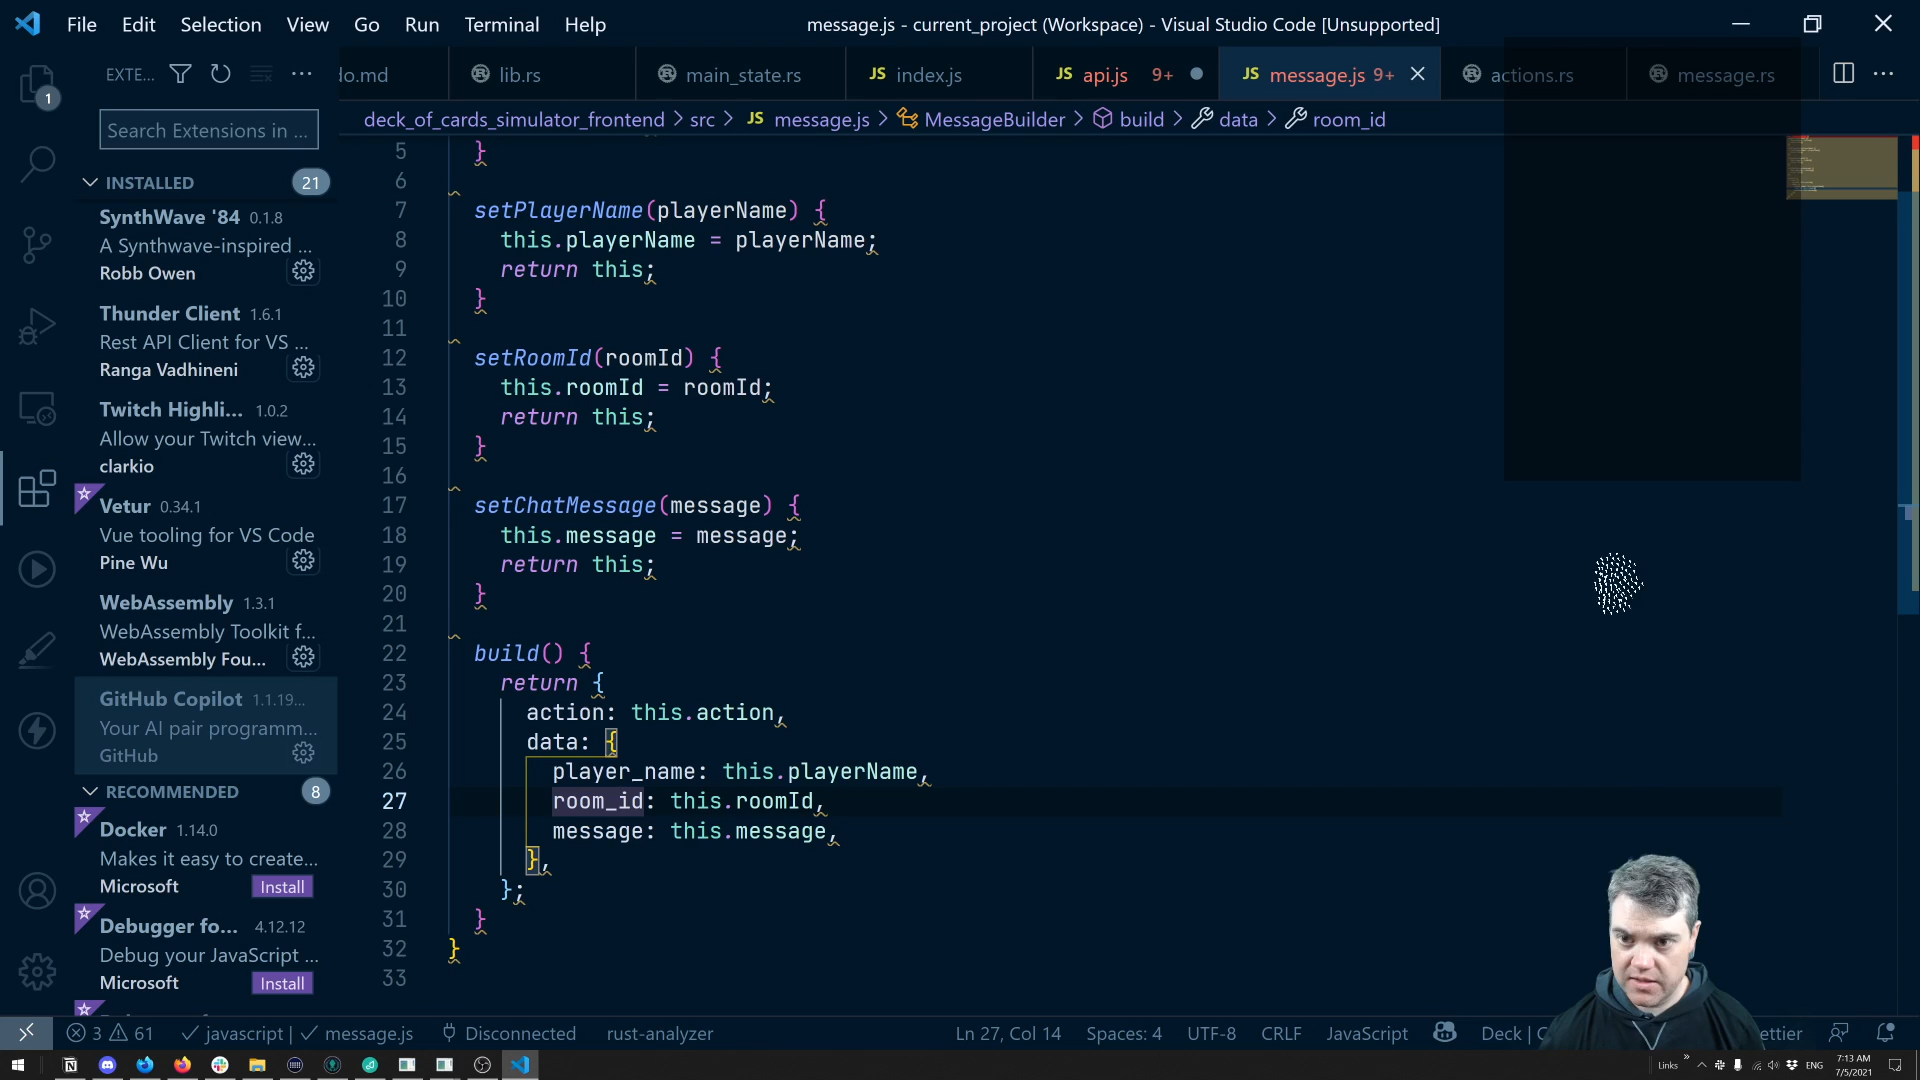 File Edit Selection View Go Run Terminal Help
message.js - current_project (Workspace) - Visual Studio Code [Unsupported]
EXTE...
do.md
lib.rs
main_state.rs
JS index.js
JS api.js 9+
JS message.js 9+
actions.rs
message.rs
1
deck_of_cards_simulator_frontend > src > JS message.js > MessageBuilder > build > data > room_id
Search Extensions in ...
INSTALLED 21
SynthWave '84 0.1.8
A Synthwave-inspired ...
Robb Owen
Thunder Client 1.6.1
Rest API Client for VS ...
Ranga Vadhineni
Twitch Highli... 1.0.2
Allow your Twitch view...
clarkio
Vetur 0.34.1
Vue tooling for VS Code
Pine Wu
WebAssembly 1.3.1
WebAssembly Toolkit f...
WebAssembly Fou...
GitHub Copilot 1.1.19...
Your AI pair programm...
GitHub
RECOMMENDED 8
Docker 1.14.0
Makes it easy to create...
Microsoft Install
Debugger fo... 4.12.12
Debug your JavaScript ...
Microsoft Install
5 }
6
7 setPlayerName(playerName) {
8 this.playerName = playerName;
9 return this;
10 }
11
12 setRoomId(roomId) {
13 this.roomId = roomId;
14 return this;
15 }
16
17 setChatMessage(message) {
18 this.message = message;
19 return this;
20 }
21
22 build() {
23 return {
24 action: this.action,
25 data: {
26 player_name: this.playerName,
27 room_id: this.roomId,
28 message: this.message,
29 },
30 };
31 }
32 }
33
3 61 javascript | message.js Disconnected rust-analyzer
Ln 27, Col 14 Spaces: 4 UTF-8 CRLF JavaScript Deck | C ettier
Links ENG
7:13 AM
7/5/2021